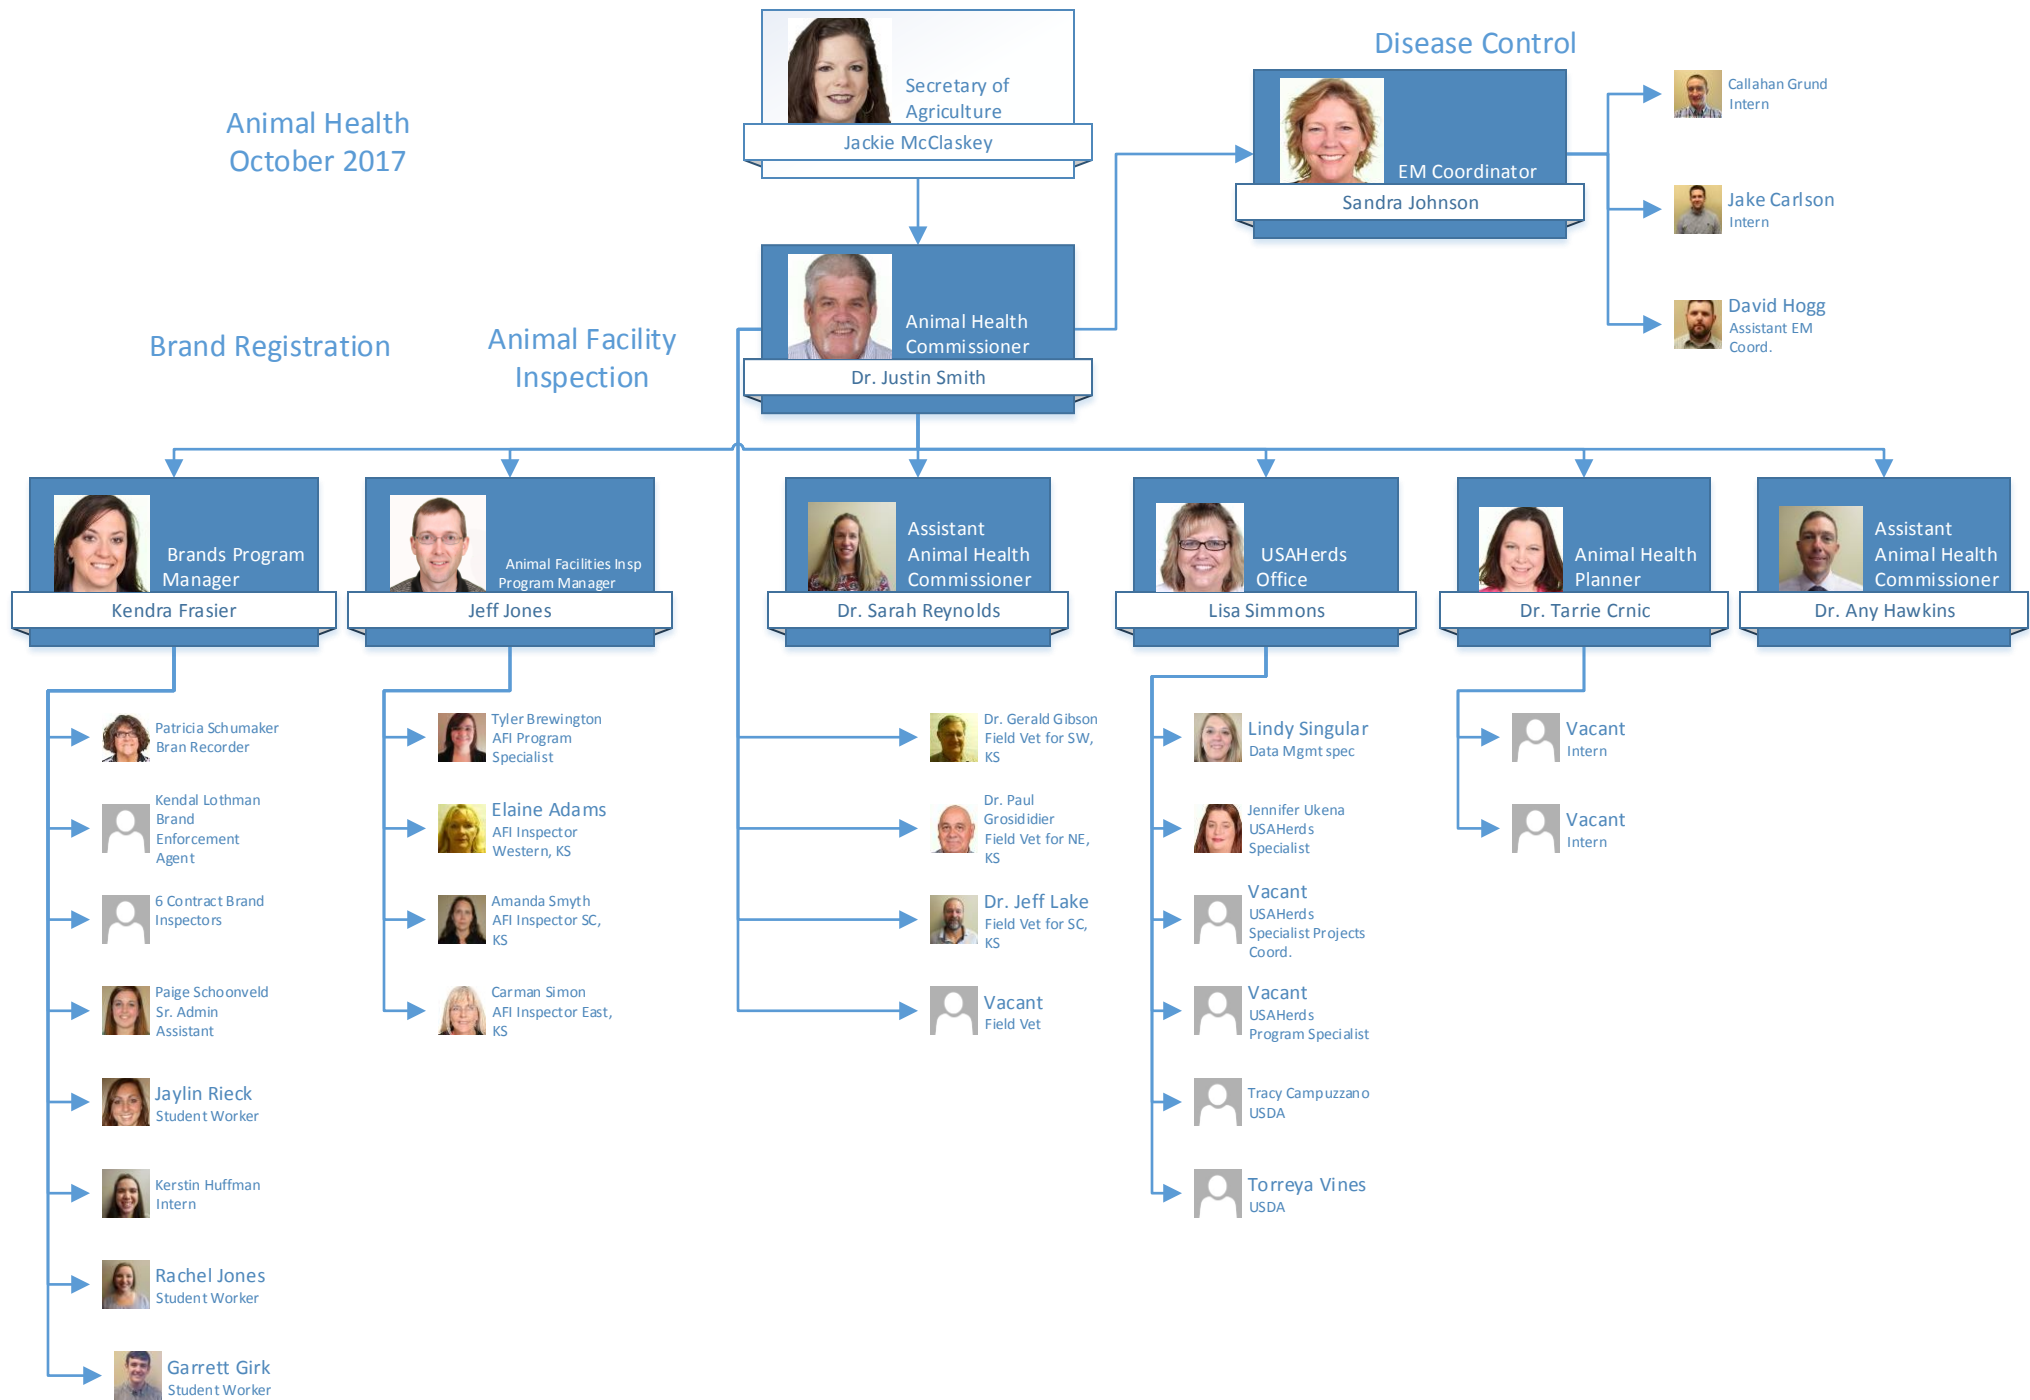 Animal Health
October 2017
Secretary of
Agriculture
Jackie McClaskey
Disease Control
EM Coordinator
Sandra Johnson
Callahan Grund
Intern
Jake Carlson
Intern
David Hogg
Assistant EM
Coord.
Brand Registration
Animal Facility
Inspection
Animal Health
Commissioner
Dr. Justin Smith
Brands Program
Manager
Kendra Frasier
Animal Facilities Insp
Program Manager
Jeff Jones
Assistant
Animal Health
Commissioner
Dr. Sarah Reynolds
USAHerds
Office
Lisa Simmons
Animal Health
Planner
Dr. Tarrie Crnic
Assistant
Animal Health
Commissioner
Dr. Any Hawkins
Patricia Schumaker
Bran Recorder
Kendal Lothman
Brand
Enforcement
Agent
6 Contract Brand
Inspectors
Paige Schoonveld
Sr. Admin
Assistant
Jaylin Rieck
Student Worker
Kerstin Huffman
Intern
Rachel Jones
Student Worker
Garrett Girk
Student Worker
Tyler Brewington
AFI Program
Specialist
Elaine Adams
AFI Inspector
Western, KS
Amanda Smyth
AFI Inspector SC,
KS
Carman Simon
AFI Inspector East,
KS
Dr. Gerald Gibson
Field Vet for SW,
KS
Dr. Paul
Grosididier
Field Vet for NE,
KS
Dr. Jeff Lake
Field Vet for SC,
KS
Vacant
Field Vet
Lindy Singular
Data Mgmt spec
Jennifer Ukena
USAHerds
Specialist
Vacant
USAHerds
Specialist Projects
Coord.
Vacant
USAHerds
Program Specialist
Tracy Campuzzano
USDA
Torreya Vines
USDA
Vacant
Intern
Vacant
Intern